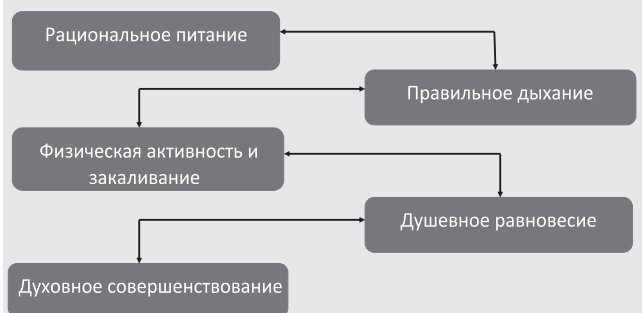 Рациональное питание
Правильное дыхание
Физическая активность и
закаливание
Душевное равновесие
Духовное совершенствование